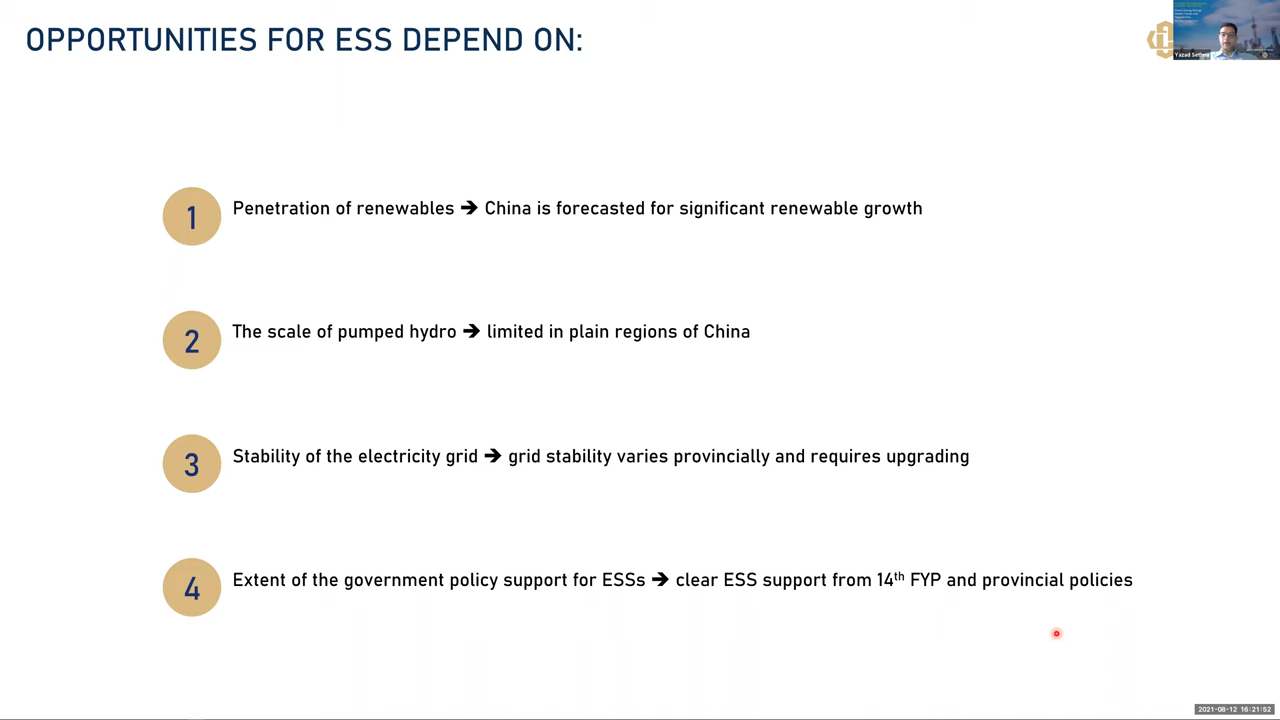 OPPORTUNITIES FOR ESS DEPEND ON:
Yazad Sethna
1
Penetration of renewables → China is forecasted for significant renewable growth
2
The scale of pumped hydro → limited in plain regions of China
3
Stability of the electricity grid → grid stability varies provincially and requires upgrading
4
Extent of the government policy support for ESSs → clear ESS support from 14th FYP and provincial policies
2021-08-12 16:21:52